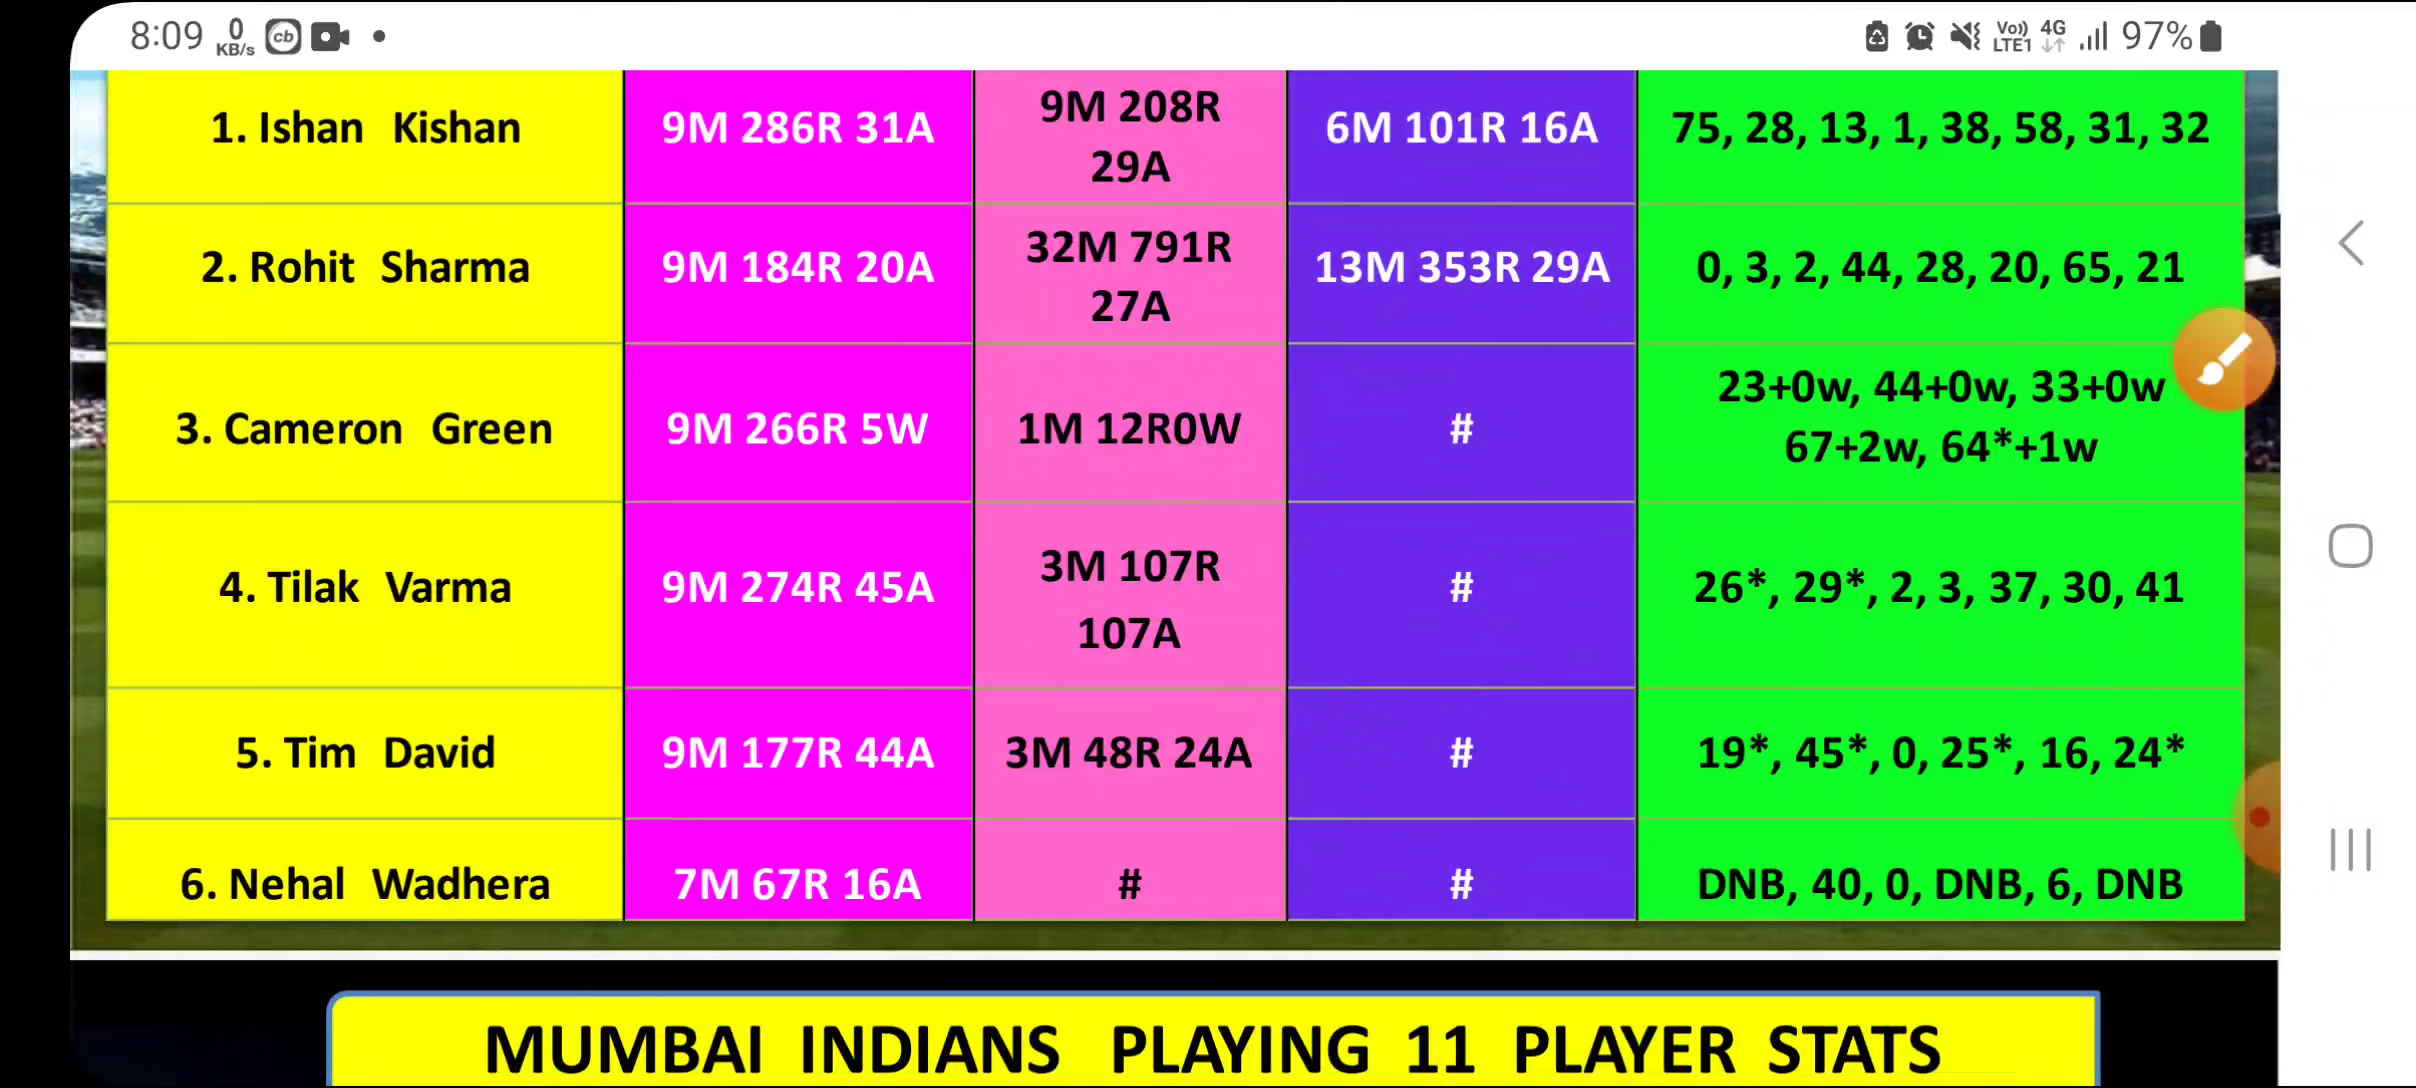 8:09 0 KB/s cb Vo)) LTE1 4G 97%
1. Ishan Kishan 9M 286R 31A 9M 208R 29A 6M 101R 16A 75, 28, 13, 1, 38, 58, 31, 32
2. Rohit Sharma 9M 184R 20A 32M 791R 27A 13M 353R 29A 0, 3, 2, 44, 28, 20, 65, 21
3. Cameron Green 9M 266R 5W 1M 12R0W # 23+0w, 44+0w, 33+0w
67+2w, 64*+1w
4. Tilak Varma 9M 274R 45A 3M 107R 107A # 26*, 29*, 2, 3, 37, 30, 41
5. Tim David 9M 177R 44A 3M 48R 24A # 19*, 45*, 0, 25*, 16, 24*
6. Nehal Wadhera 7M 67R 16A # # DNB, 40, 0, DNB, 6, DNB
MUMBAI INDIANS PLAYING 11 PLAYER STATS